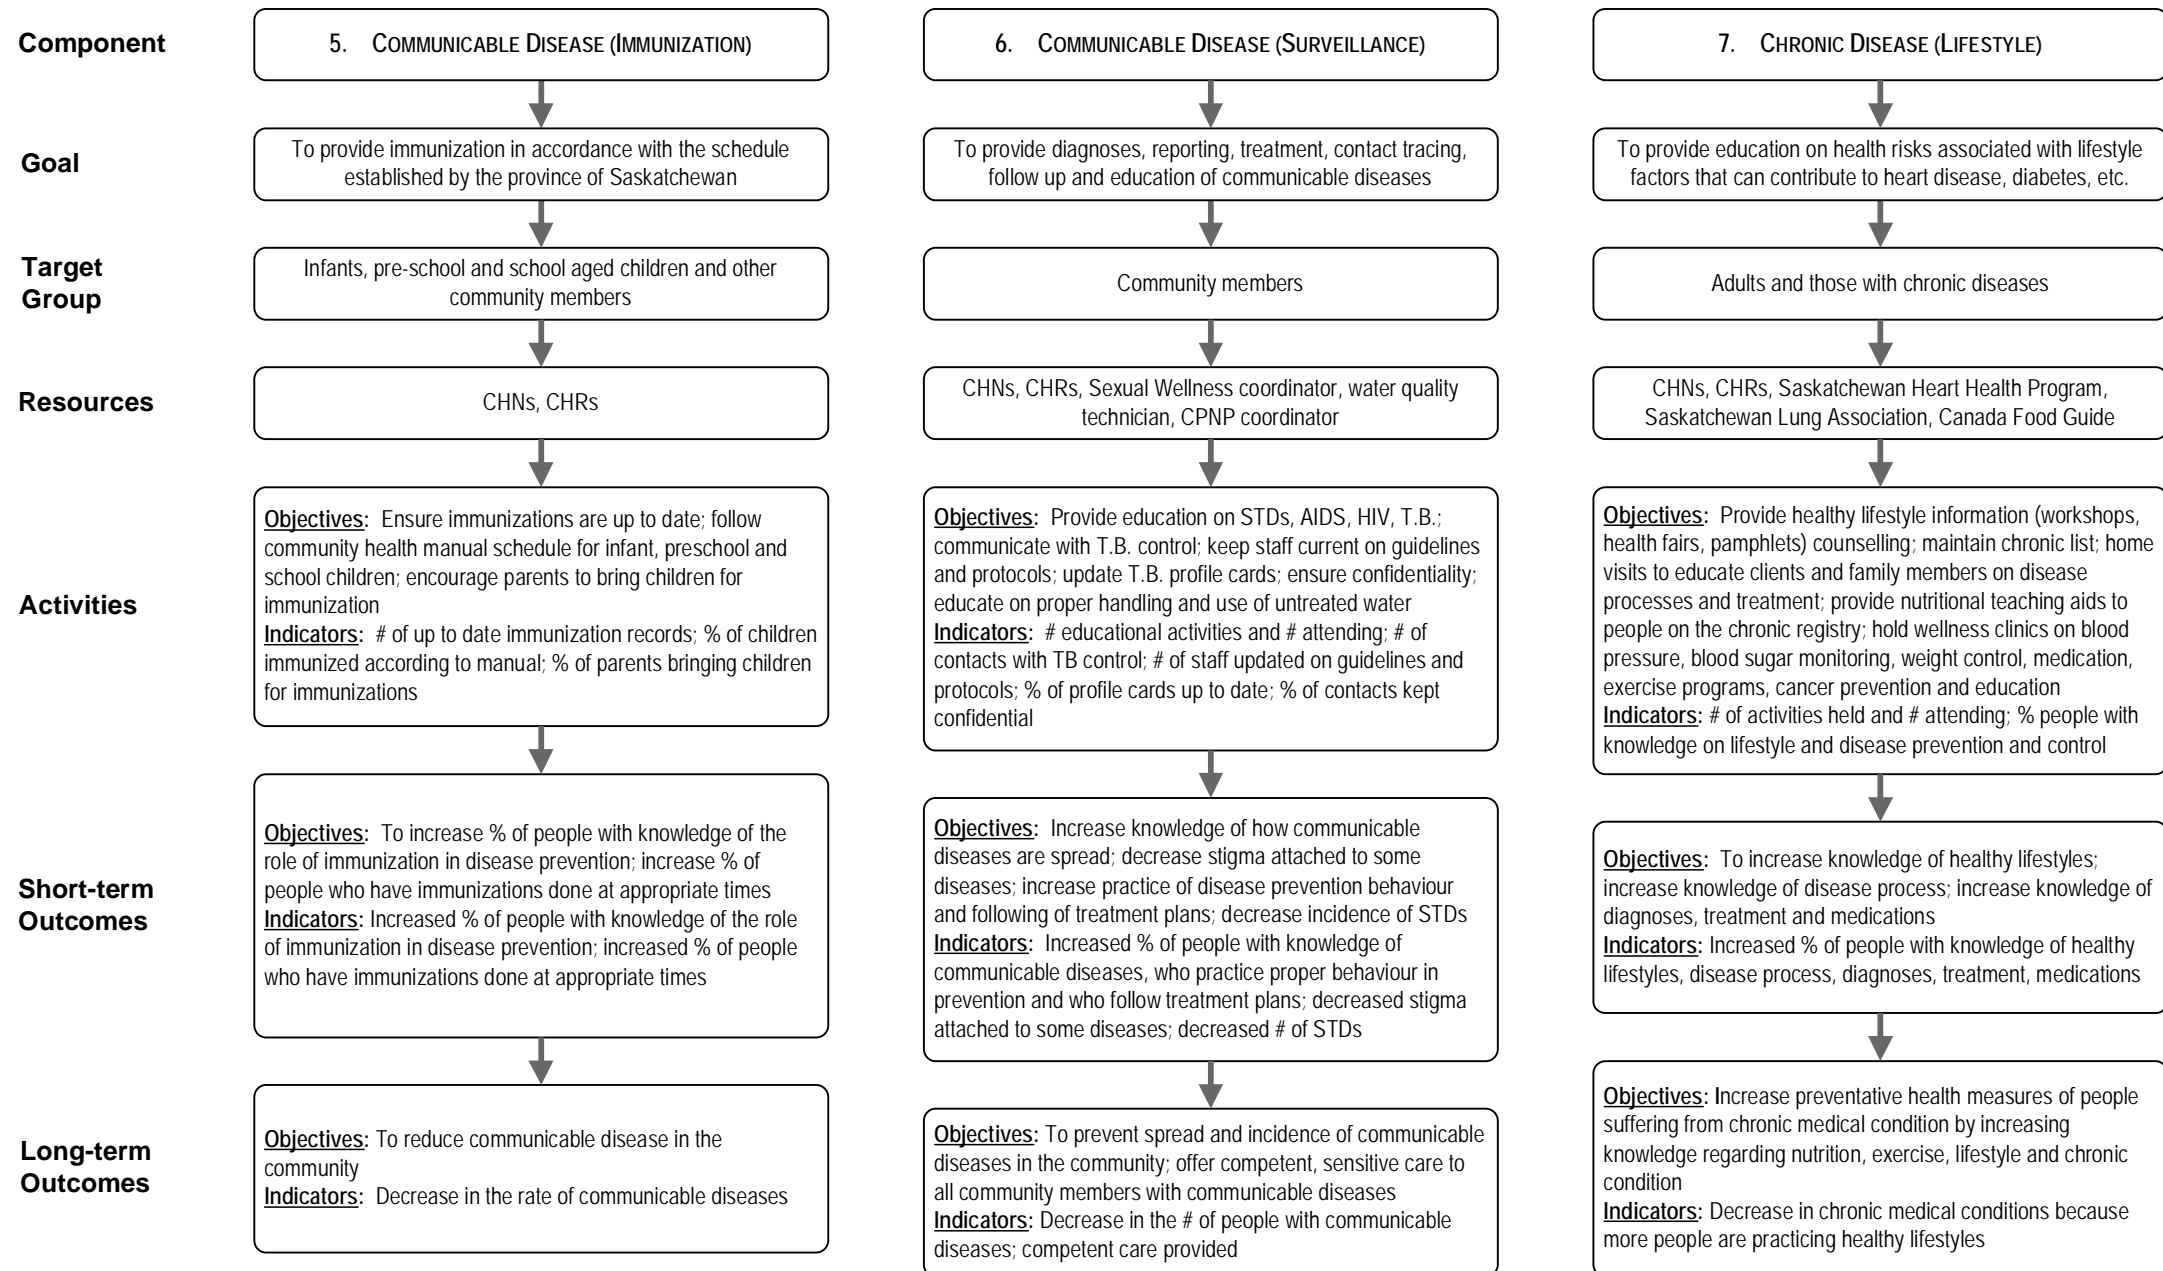 Component
5. COMMUNICABLE DISEASE (IMMUNIZATION)
6. COMMUNICABLE DISEASE (SURVEILLANCE)
7. CHRONIC DISEASE (LIFESTYLE)
Goal
To provide immunization in accordance with the schedule
established by the province of Saskatchewan
To provide diagnoses, reporting, treatment, contact tracing,
follow up and education of communicable diseases
To provide education on health risks associated with lifestyle
factors that can contribute to heart disease, diabetes, etc.
Target
Group
Infants, pre-school and school aged children and other
community members
Community members
Adults and those with chronic diseases
Resources
CHNs, CHRs
CHNs, CHRs, Sexual Wellness coordinator, water quality
technician, CPNP coordinator
CHNs, CHRs, Saskatchewan Heart Health Program,
Saskatchewan Lung Association, Canada Food Guide
Activities
Objectives: Ensure immunizations are up to date; follow
community health manual schedule for infant, preschool and
school children; encourage parents to bring children for
immunization
Indicators: # of up to date immunization records; % of children
immunized according to manual; % of parents bringing children
for immunizations
Objectives: Provide education on STDs, AIDS, HIV, T.B.;
communicate with T.B. control; keep staff current on guidelines
and protocols; update T.B. profile cards; ensure confidentiality;
educate on proper handling and use of untreated water
Indicators: # educational activities and # attending; # of
contacts with TB control; # of staff updated on guidelines and
protocols; % of profile cards up to date; % of contacts kept
confidential
Objectives: Provide healthy lifestyle information (workshops,
health fairs, pamphlets) counselling; maintain chronic list; home
visits to educate clients and family members on disease
processes and treatment; provide nutritional teaching aids to
people on the chronic registry; hold wellness clinics on blood
pressure, blood sugar monitoring, weight control, medication,
exercise programs, cancer prevention and education
Indicators: # of activities held and # attending; % people with
knowledge on lifestyle and disease prevention and control
Short-term
Outcomes
Objectives: To increase % of people with knowledge of the
role of immunization in disease prevention; increase % of
people who have immunizations done at appropriate times
Indicators: Increased % of people with knowledge of the role
of immunization in disease prevention; increased % of people
who have immunizations done at appropriate times
Objectives: Increase knowledge of how communicable
diseases are spread; decrease stigma attached to some
diseases; increase practice of disease prevention behaviour
and following of treatment plans; decrease incidence of STDs
Indicators: Increased % of people with knowledge of
communicable diseases, who practice proper behaviour in
prevention and who follow treatment plans; decreased stigma
attached to some diseases; decreased # of STDs
Objectives: To increase knowledge of healthy lifestyles;
increase knowledge of disease process; increase knowledge of
diagnoses, treatment and medications
Indicators: Increased % of people with knowledge of healthy
lifestyles, disease process, diagnoses, treatment, medications
Long-term
Outcomes
Objectives: To reduce communicable disease in the
community
Indicators: Decrease in the rate of communicable diseases
Objectives: To prevent spread and incidence of communicable
diseases in the community; offer competent, sensitive care to
all community members with communicable diseases
Indicators: Decrease in the # of people with communicable
diseases; competent care provided
Objectives: Increase preventative health measures of people
suffering from chronic medical condition by increasing
knowledge regarding nutrition, exercise, lifestyle and chronic
condition
Indicators: Decrease in chronic medical conditions because
more people are practicing healthy lifestyles